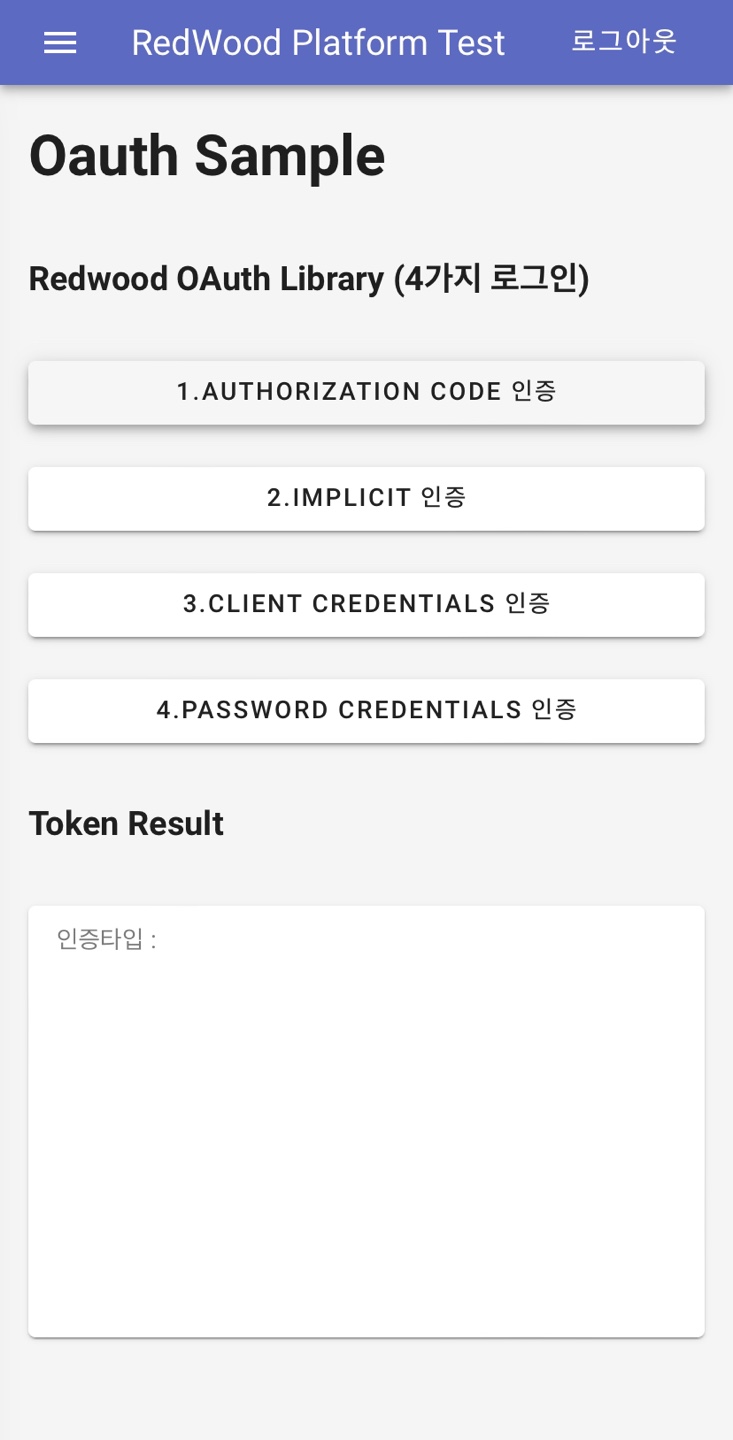 RedWood Platform Test 로그아웃
Oauth Sample
Redwood OAuth Library (4가지 로그인)
1.AUTHORIZATION CODE 인증
2.IMPLICIT 인증
3.CLIENT CREDENTIALS 인증
4.PASSWORD CREDENTIALS 인증
Token Result
인증타입 :